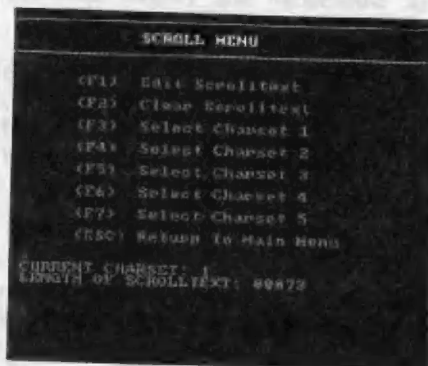 SCROLL MENU
(F1) Edit Scrolltext
(F2) Clear Scrolltext
(F3) Select Charset 1
(F4) Select Charset 2
(F5) Select Charset 3
(F6) Select Charset 4
(F7) Select Charset 5
(ESC) Return To Main Menu
CURRENT CHARSET: 1
LENGTH OF SCROLLTEXT: 00073